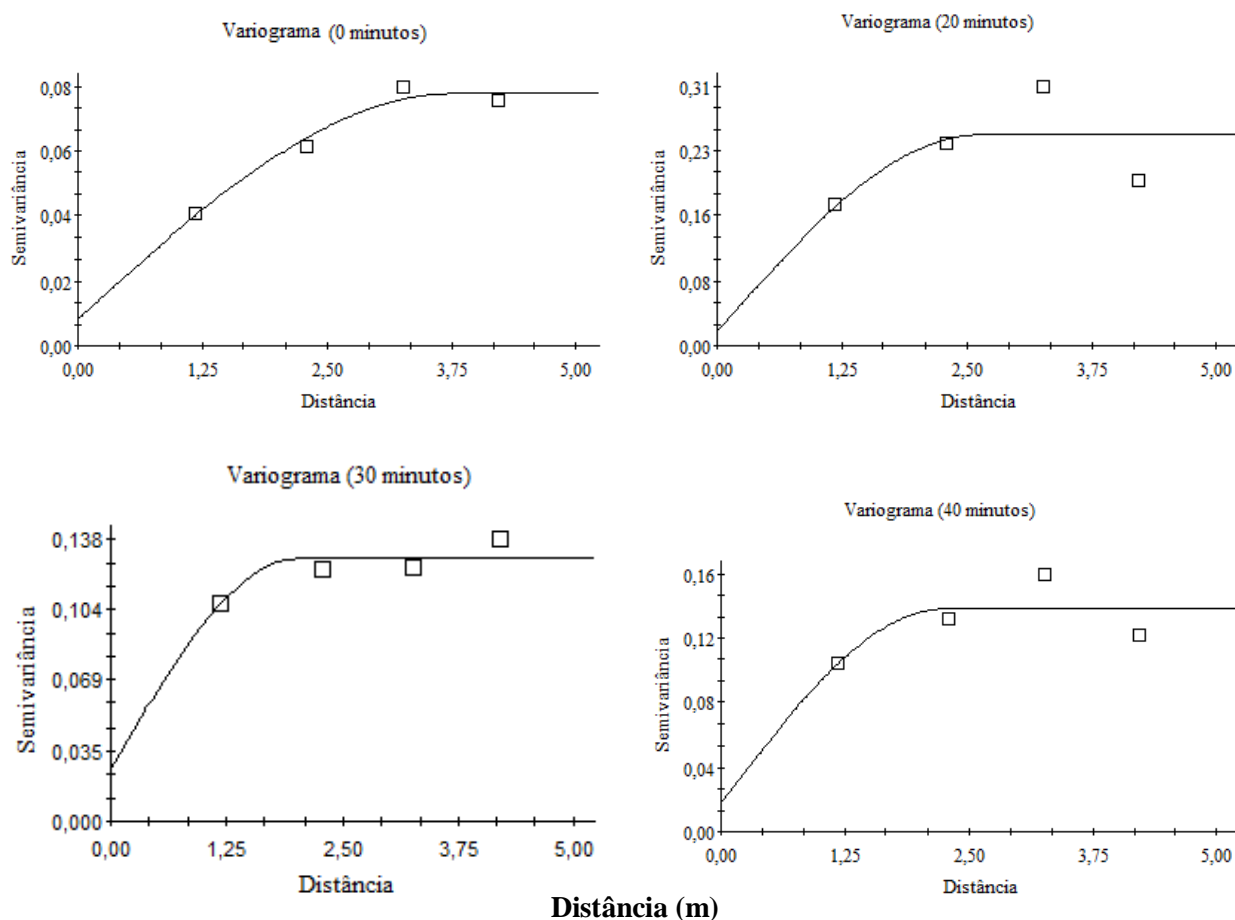 Variograma (0 minutos)
Semivariância
0,08
0,06
0,04
0,02
0,00
0,00 1,25 2,50 3,75 5,00
Distância
Variograma (20 minutos)
Semivariância
0,31
0,23
0,16
0,08
0,00
0,00 1,25 2,50 3,75 5,00
Distância
Variograma (30 minutos)
Semivariância
0,138
0,104
0,069
0,035
0,000
0,00 1,25 2,50 3,75 5,00
Distância
Variograma (40 minutos)
Semivariância
0,16
0,12
0,08
0,04
0,00
0,00 1,25 2,50 3,75 5,00
Distância
Distância (m)